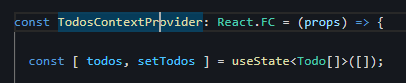 const TodosContextProvider: React.FC = (props) => {
const [ todos, setTodos ] = useState<Todo[]>([]);